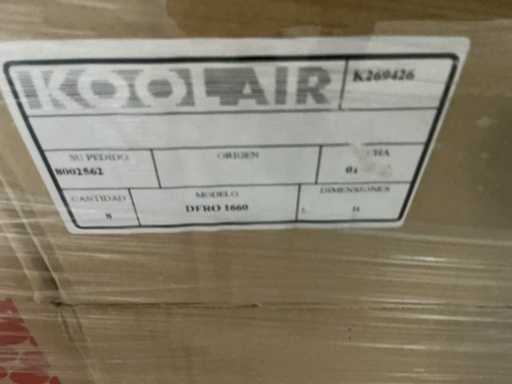 KOOLAIR
K269426
SU PEDIDO
ORIGEN
8002562
CANTIDAD
MODELO
DIMENSIONES
8
DFRO 1660
L
H